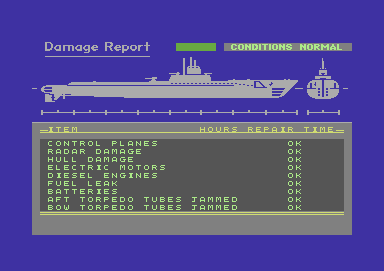 Damage Report
CONDITIONS NORMAL
ITEM HOURS REPAIR TIME
CONTROL PLANES OK
RADAR DAMAGE OK
HULL DAMAGE OK
ELECTRIC MOTORS OK
DIESEL ENGINES OK
FUEL LEAK OK
BATTERIES OK
AFT TORPEDO TUBES JAMMED OK
BOW TORPEDO TUBES JAMMED OK